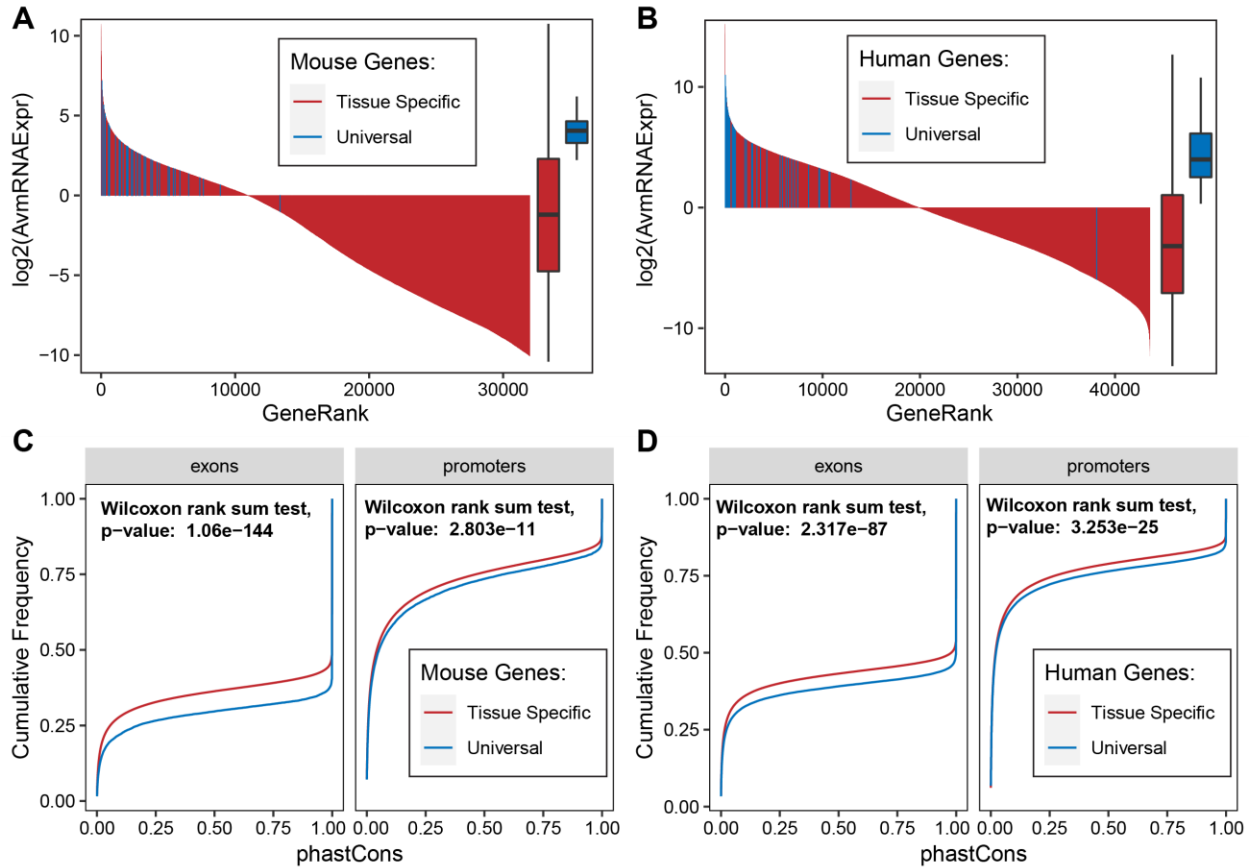 A
log2(AvmRNAExpr)
10
5
0
−5
−10
Mouse Genes:
Tissue Specific
Universal
0
10000
20000
30000
GeneRank
B
log2(AvmRNAExpr)
10
0
−10
Human Genes:
Tissue Specific
Universal
0
10000
20000
30000
40000
GeneRank
C
exons
promoters
Cumulative Frequency
1.00
0.75
0.50
0.25
0.00
Wilcoxon rank sum test,
p−value: 1.06e−144
Wilcoxon rank sum test,
p−value: 2.803e−11
Mouse Genes:
Tissue Specific
Universal
0.00
0.25
0.50
0.75
1.00
0.00
0.25
0.50
0.75
1.00
phastCons
D
exons
promoters
Cumulative Frequency
1.00
0.75
0.50
0.25
0.00
Wilcoxon rank sum test,
p−value: 2.317e−87
Wilcoxon rank sum test,
p−value: 3.253e−25
Human Genes:
Tissue Specific
Universal
0.00
0.25
0.50
0.75
1.00
0.00
0.25
0.50
0.75
1.00
phastCons